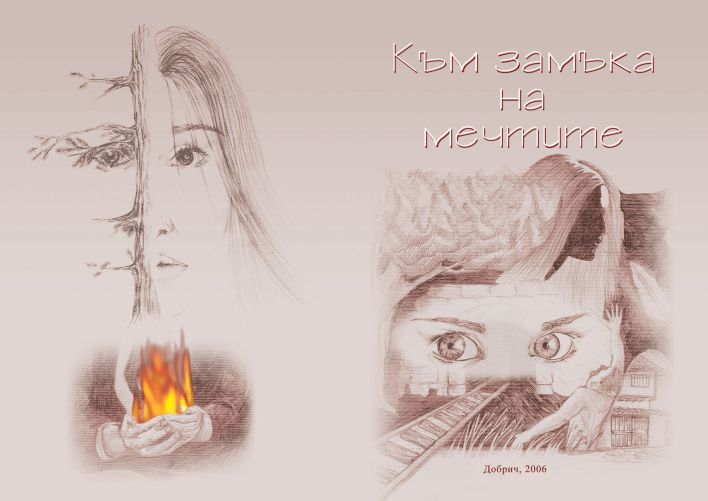 Към замъка
на
мечтите
Добрич, 2006